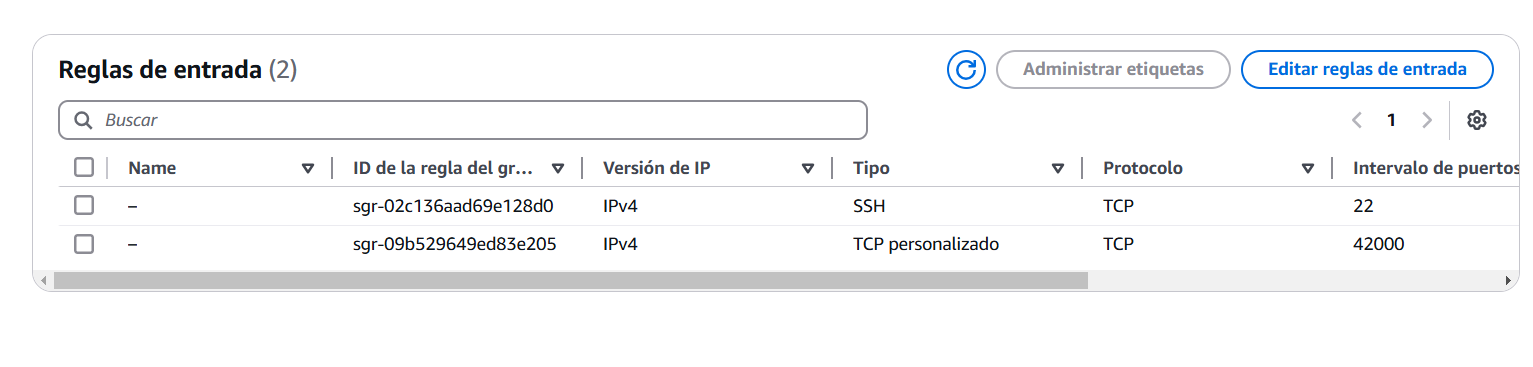 Reglas de entrada (2)
Administrar etiquetas
Editar reglas de entrada
Buscar
1
Name ID de la regla del gr... Versión de IP Tipo Protocolo Intervalo de puertos
– sgr-02c136aad69e128d0 IPv4 SSH TCP 22
– sgr-09b529649ed83e205 IPv4 TCP personalizado TCP 42000